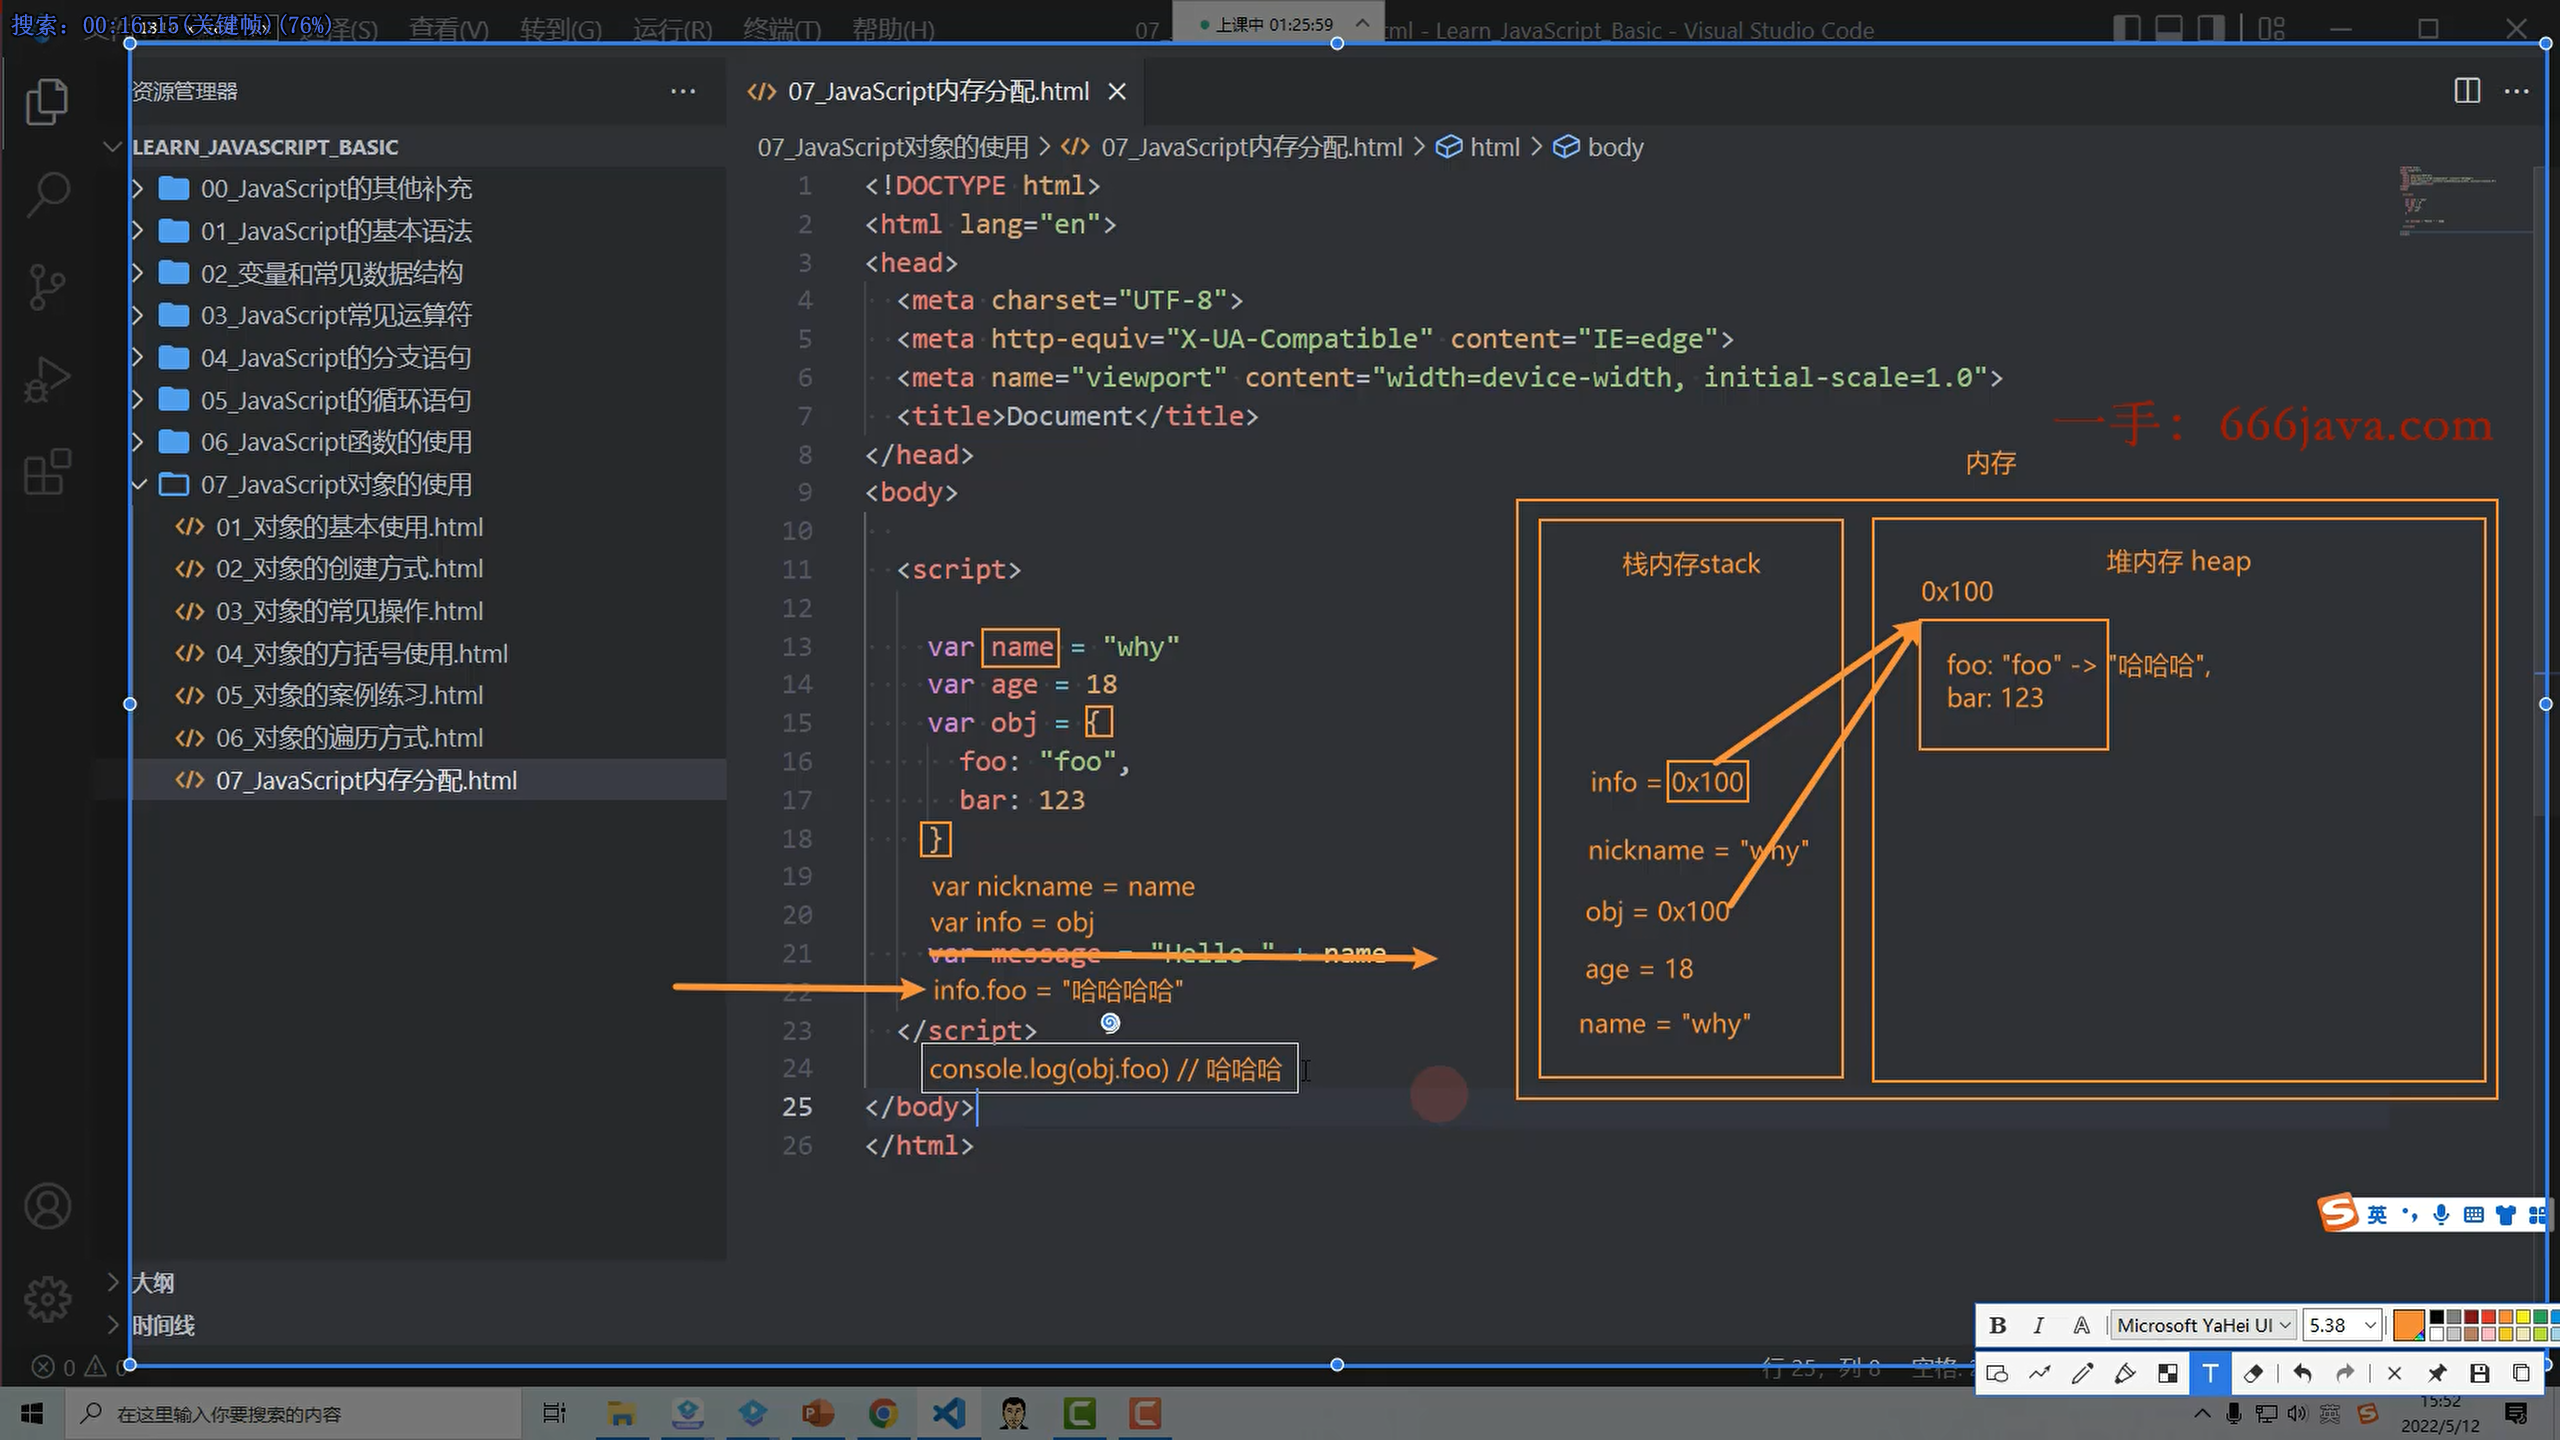 搜索: 00:16:15(关键帧)(76%)
选择(S) 查看(V) 转到(G) 运行(R) 终端(T) 帮助(H)
上课中 01:25:59
- Learn_JavaScript_Basic - Visual Studio Code
资源管理器
07_JavaScript内存分配.html
LEARN_JAVASCRIPT_BASIC
00_JavaScript的其他补充
01_JavaScript的基本语法
02_变量和常见数据结构
03_JavaScript常见运算符
04_JavaScript的分支语句
05_JavaScript的循环语句
06_JavaScript函数的使用
07_JavaScript对象的使用
01_对象的基本使用.html
02_对象的创建方式.html
03_对象的常见操作.html
04_对象的方括号使用.html
05_对象的案例练习.html
06_对象的遍历方式.html
07_JavaScript内存分配.html
大纲
时间线
07_JavaScript对象的使用 > 07_JavaScript内存分配.html > html > body
1 <!DOCTYPE html>
2 <html lang="en">
3 <head>
4 <meta charset="UTF-8">
5 <meta http-equiv="X-UA-Compatible" content="IE=edge">
6 <meta name="viewport" content="width=device-width, initial-scale=1.0">
7 <title>Document</title>
8 </head>
9 <body>
10
11 <script>
12
13 var name = "why"
14 var age = 18
15 var obj = {
16 foo: "foo",
17 bar: 123
18 }
19 var nickname = name
20 var info = obj
21 var message = "Hello " + name
22 info.foo = "哈哈哈哈"
23 </script>
24 console.log(obj.foo) // 哈哈哈
25 </body>
26 </html>
一手: 666java.com
内存
栈内存stack
info = 0x100
nickname = "why"
obj = 0x100
age = 18
name = "why"
堆内存 heap
0x100
foo: "foo" -> "哈哈哈",
bar: 123
英
B I A Microsoft YaHei UI 5.38
T
0
行 25, 列 8 空格:
在这里输入你要搜索的内容
英
15:52
2022/5/12